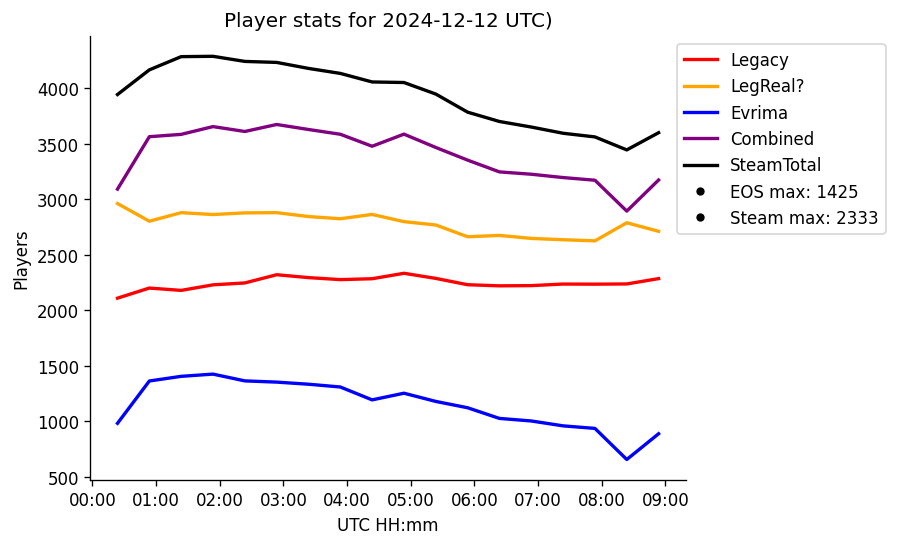 Player stats for 2024-12-12 UTC)
Legacy
LegReal?
Evrima
Combined
SteamTotal
EOS max: 1425
Steam max: 2333
Players
4000
3500
3000
2500
2000
1500
1000
500
00:00 01:00 02:00 03:00 04:00 05:00 06:00 07:00 08:00 09:00
UTC HH:mm